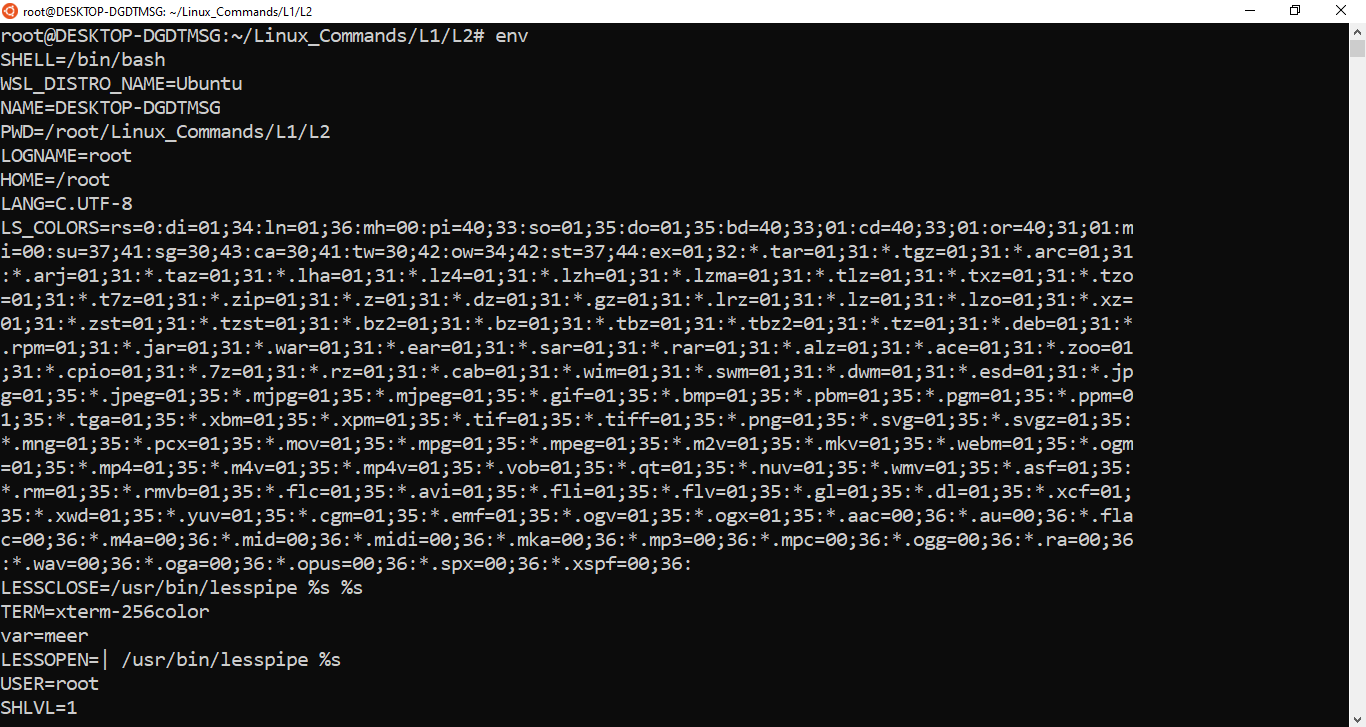 root@DESKTOP-DGDTMSG: ~/Linux_Commands/L1/L2
root@DESKTOP-DGDTMSG:~/Linux_Commands/L1/L2# env
SHELL=/bin/bash
WSL_DISTRO_NAME=Ubuntu
NAME=DESKTOP-DGDTMSG
PWD=/root/Linux_Commands/L1/L2
LOGNAME=root
HOME=/root
LANG=C.UTF-8
LS_COLORS=rs=0:di=01;34:ln=01;36:mh=00:pi=40;33:so=01;35:do=01;35:bd=40;33;01:cd=40;33;01:or=40;31;01:m
i=00:su=37;41:sg=30;43:ca=30;41:tw=30;42:ow=34;42:st=37;44:ex=01;32:*.tar=01;31:*.tgz=01;31:*.arc=01;31
:*.arj=01;31:*.taz=01;31:*.lha=01;31:*.lz4=01;31:*.lzh=01;31:*.lzma=01;31:*.tlz=01;31:*.txz=01;31:*.tzo
=01;31:*.t7z=01;31:*.zip=01;31:*.z=01;31:*.dz=01;31:*.gz=01;31:*.lrz=01;31:*.lz=01;31:*.lzo=01;31:*.xz=
01;31:*.zst=01;31:*.tzst=01;31:*.bz2=01;31:*.bz=01;31:*.tbz=01;31:*.tbz2=01;31:*.tz=01;31:*.deb=01;31:*
.rpm=01;31:*.jar=01;31:*.war=01;31:*.ear=01;31:*.sar=01;31:*.rar=01;31:*.alz=01;31:*.ace=01;31:*.zoo=01
;31:*.cpio=01;31:*.7z=01;31:*.rz=01;31:*.cab=01;31:*.wim=01;31:*.swm=01;31:*.dwm=01;31:*.esd=01;31:*.jp
g=01;35:*.jpeg=01;35:*.mjpg=01;35:*.mjpeg=01;35:*.gif=01;35:*.bmp=01;35:*.pbm=01;35:*.pgm=01;35:*.ppm=0
1;35:*.tga=01;35:*.xbm=01;35:*.xpm=01;35:*.tif=01;35:*.tiff=01;35:*.png=01;35:*.svg=01;35:*.svgz=01;35:
*.mng=01;35:*.pcx=01;35:*.mov=01;35:*.mpg=01;35:*.mpeg=01;35:*.m2v=01;35:*.mkv=01;35:*.webm=01;35:*.ogm
=01;35:*.mp4=01;35:*.m4v=01;35:*.mp4v=01;35:*.vob=01;35:*.qt=01;35:*.nuv=01;35:*.wmv=01;35:*.asf=01;35:
*.rm=01;35:*.rmvb=01;35:*.flc=01;35:*.avi=01;35:*.fli=01;35:*.flv=01;35:*.gl=01;35:*.dl=01;35:*.xcf=01;
35:*.xwd=01;35:*.yuv=01;35:*.cgm=01;35:*.emf=01;35:*.ogv=01;35:*.ogx=01;35:*.aac=00;36:*.au=00;36:*.fla
c=00;36:*.m4a=00;36:*.mid=00;36:*.midi=00;36:*.mka=00;36:*.mp3=00;36:*.mpc=00;36:*.ogg=00;36:*.ra=00;36
:*.wav=00;36:*.oga=00;36:*.opus=00;36:*.spx=00;36:*.xspf=00;36:
LESSCLOSE=/usr/bin/lesspipe %s %s
TERM=xterm-256color
var=meer
LESSOPEN=| /usr/bin/lesspipe %s
USER=root
SHLVL=1